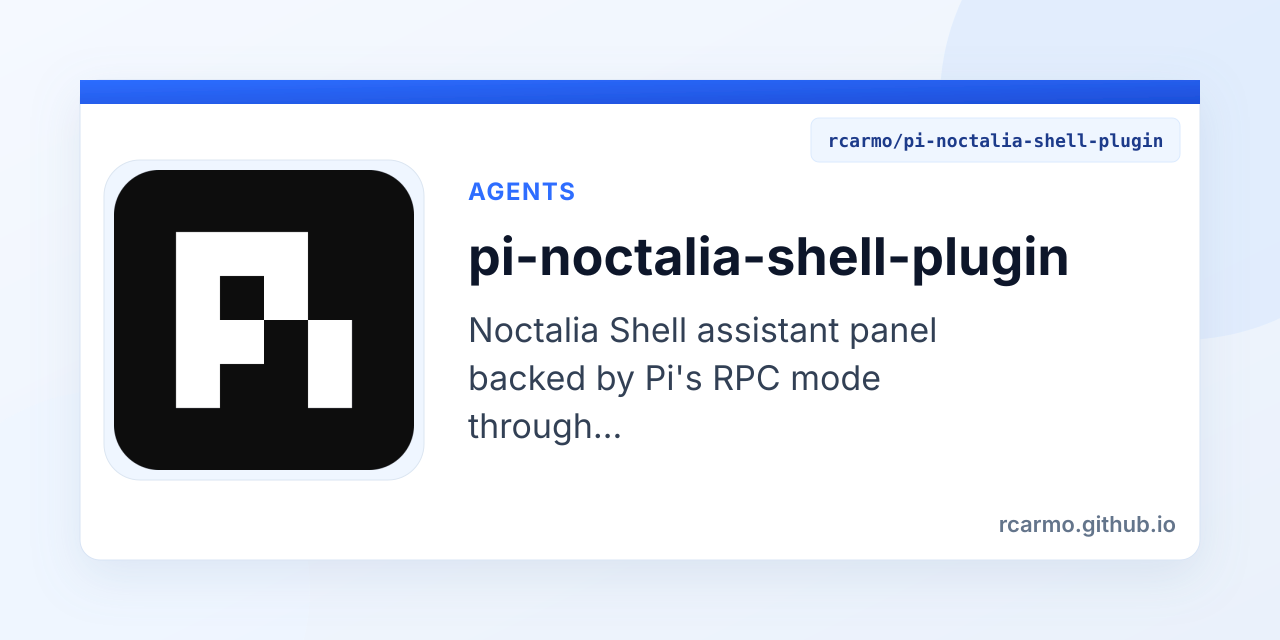 rcarmo/pi-noctalia-shell-plugin
AGENTS
pi-noctalia-shell-plugin
Noctalia Shell assistant panel
backed by Pi's RPC mode
through...
rcarmo.github.io